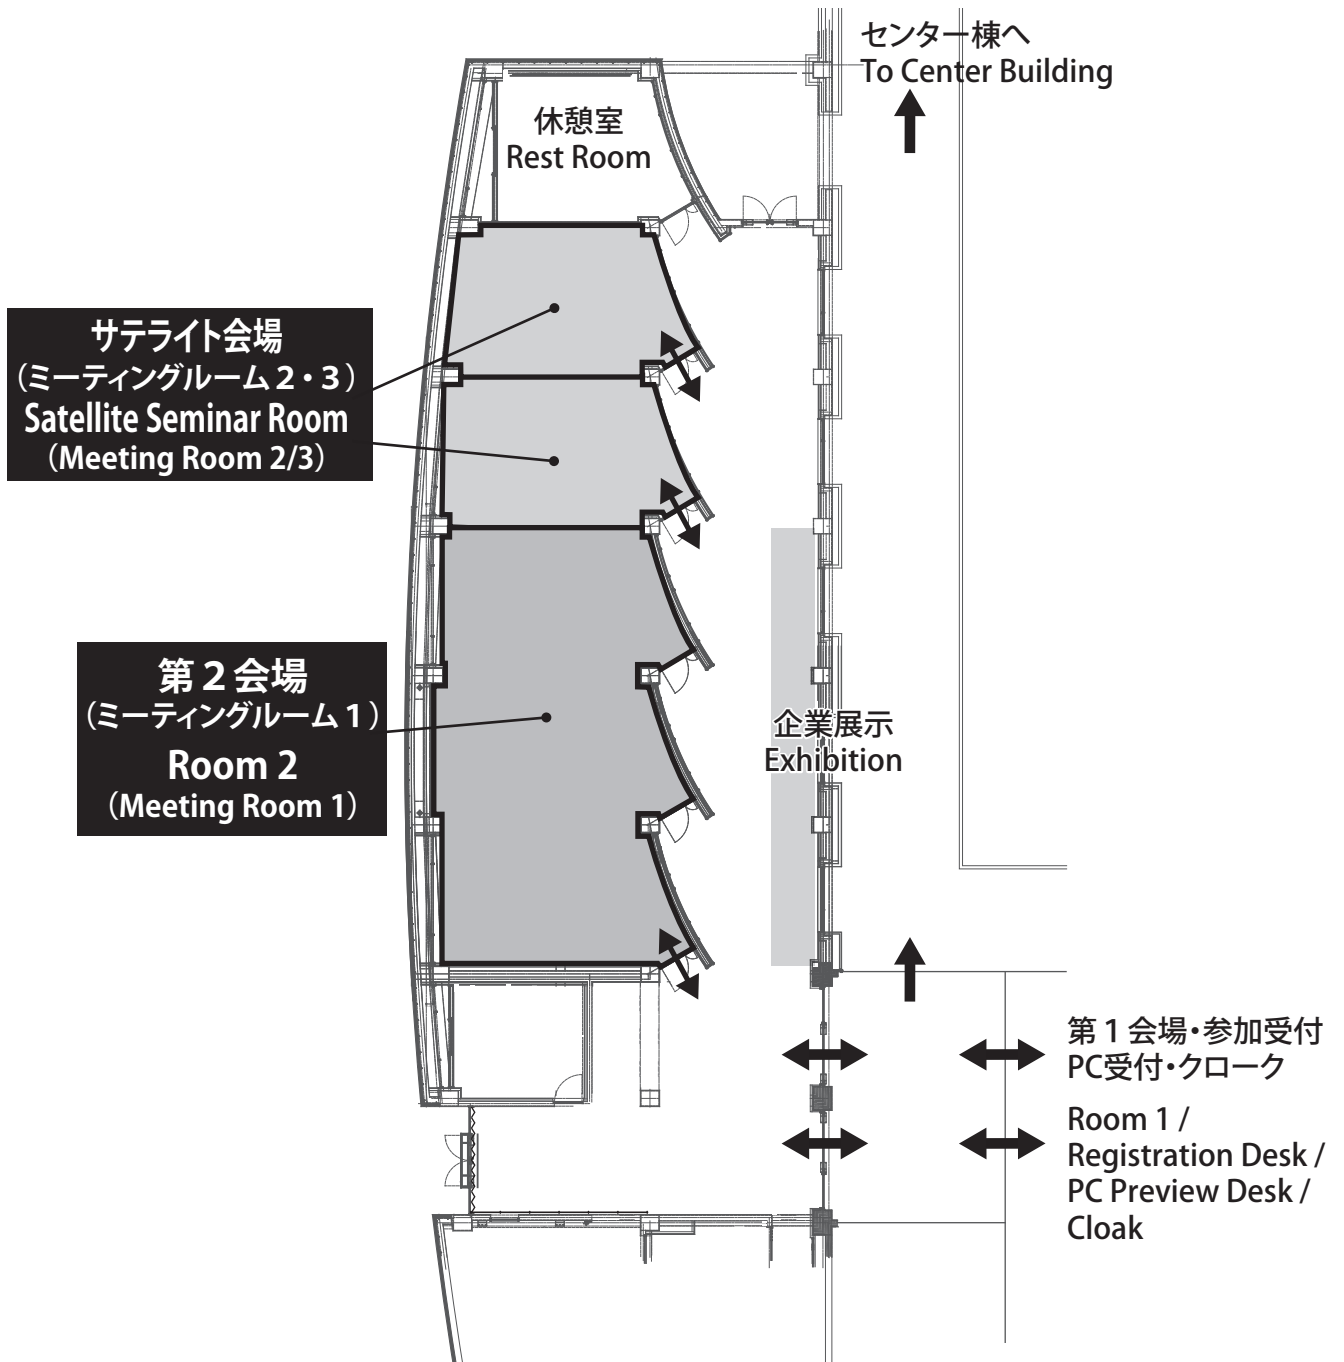 センター棟へ
To Center Building
休憩室
Rest Room
サテライト会場
（ミーティングルーム 2・3）
Satellite Seminar Room
（Meeting Room 2/3）
第 2 会場
（ミーティングルーム 1）
Room 2
（Meeting Room 1）
企業展示
Exhibition
第 1 会場・参加受付
PC受付・クローク
Room 1 /
Registration Desk /
PC Preview Desk /
Cloak